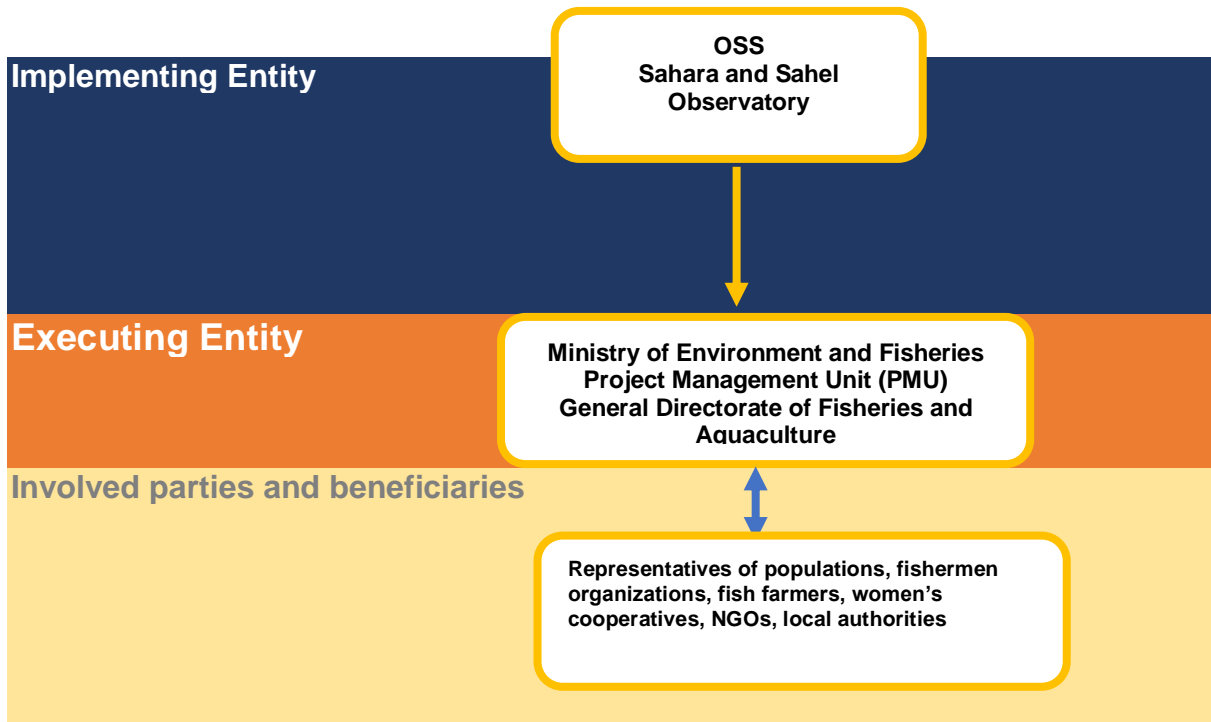 OSS
Sahara and Sahel
Observatory
Implementing Entity
Executing Entity
Ministry of Environment and Fisheries
Project Management Unit (PMU)
General Directorate of Fisheries and
Aquaculture
Involved parties and beneficiaries
Representatives of populations, fishermen
organizations, fish farmers, women’s
cooperatives, NGOs, local authorities